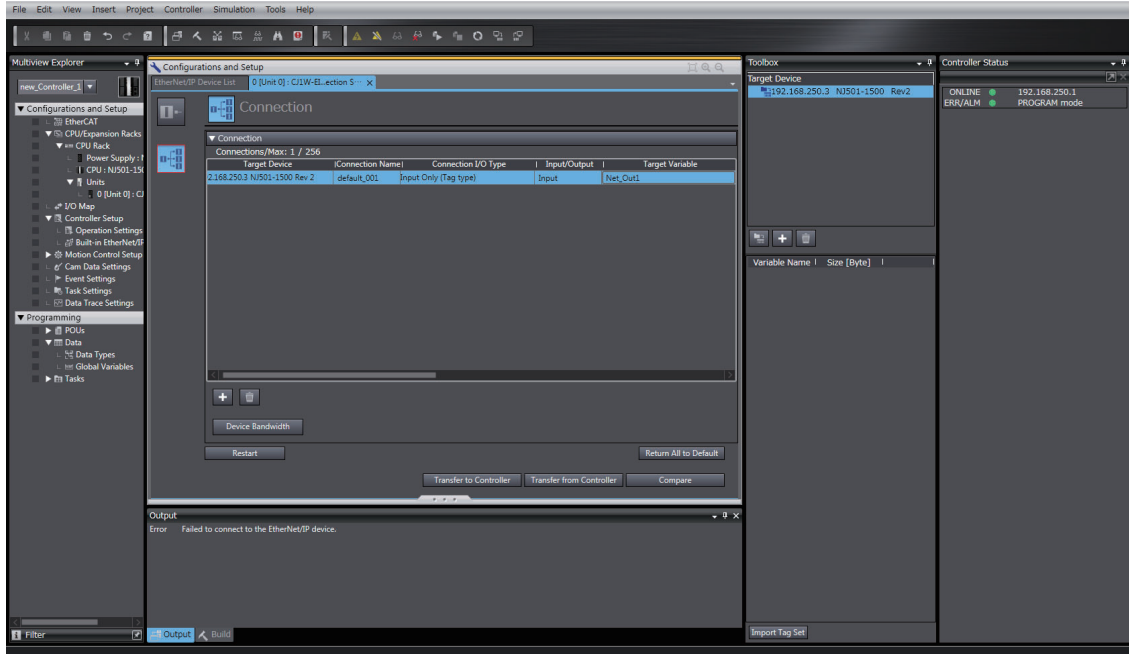 File Edit View Insert Project Controller Simulation Tools Help
Multiview Explorer
new_Controller_1
Configurations and Setup
EtherCAT
CPU/Expansion Racks
CPU Rack
Power Supply :
CPU : NJ501-150
Units
0 [Unit 0] : CJ
I/O Map
Controller Setup
Operation Settings
Built-in EtherNet/IP
Motion Control Setup
Cam Data Settings
Event Settings
Task Settings
Data Trace Settings
Programming
POUs
Data
Data Types
Global Variables
Tasks
Filter
Configurations and Setup
EtherNet/IP Device List 0 [Unit 0] : CJ1W-EI...ection S...
Connection
Connection
Connections/Max: 1 / 256
Target Device Connection Name Connection I/O Type Input/Output Target Variable
2.168.250.3 NJ501-1500 Rev 2 default_001 Input Only (Tag type) Input Net_Out1
Device Bandwidth
Restart Return All to Default
Transfer to Controller Transfer from Controller Compare
Output
Error Failed to connect to the EtherNet/IP device.
Output Build
Toolbox
Target Device
192.168.250.3 NJ501-1500 Rev2
Variable Name Size [Byte]
Import Tag Set
Controller Status
ONLINE 192.168.250.1
ERR/ALM PROGRAM mode